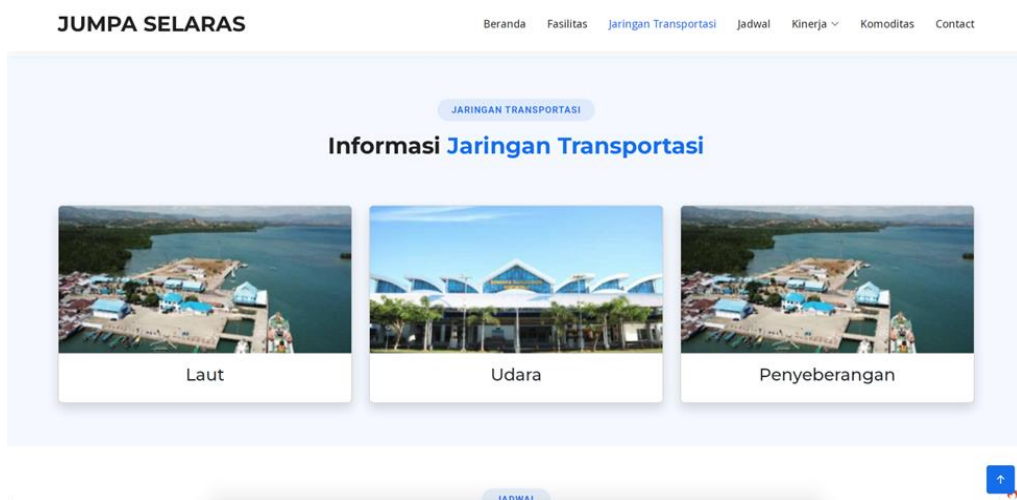 JUMPA SELARAS
Beranda Fasilitas Jaringan Transportasi Jadwal Kinerja Komoditas Contact
JARINGAN TRANSPORTASI
Informasi Jaringan Transportasi
Laut Udara Penyeberangan
JADWAL